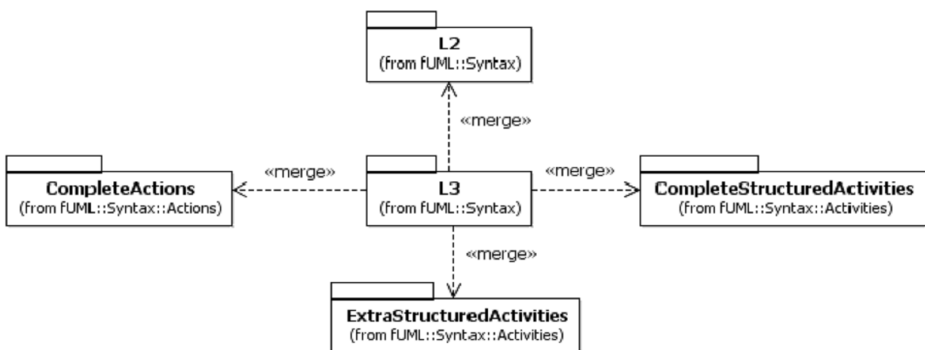 L2
(from fUML::Syntax)
«merge»
«merge»
«merge»
CompleteActions
(from fUML::Syntax::Actions)
L3
(from fUML::Syntax)
CompleteStructuredActivities
(from fUML::Syntax::Activities)
«merge»
ExtraStructuredActivities
(from fUML::Syntax::Activities)